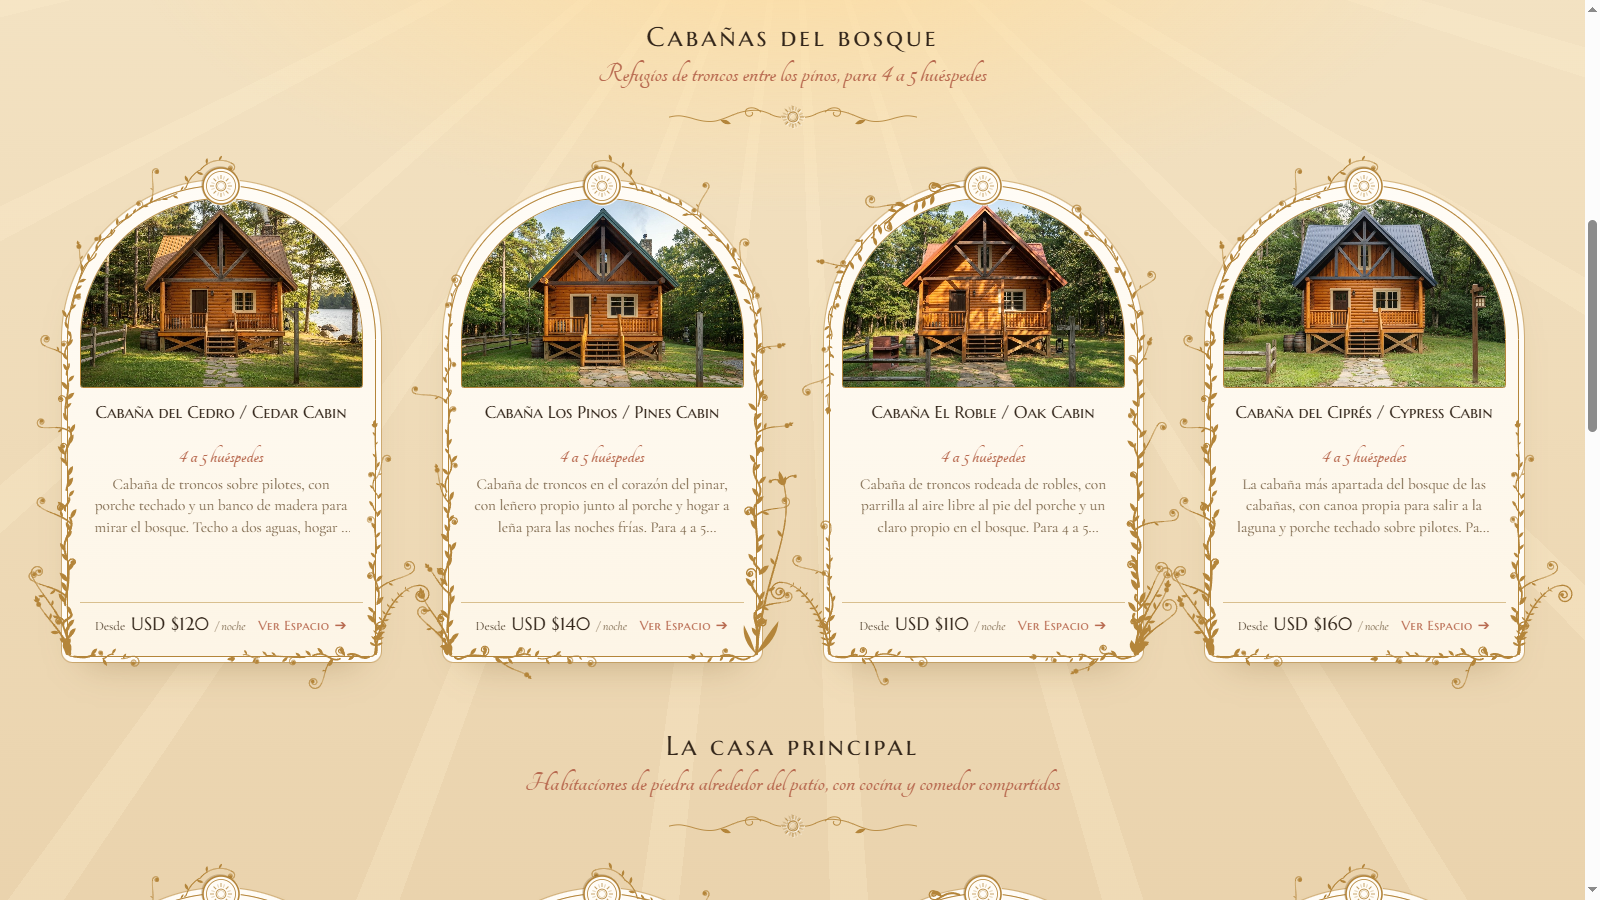 Cabañas del bosque
Refugios de troncos entre los pinos, para 4 a 5 huéspedes
Cabaña del Cedro / Cedar Cabin
4 a 5 huéspedes
Cabaña de troncos sobre pilotes, con
porche techado y un banco de madera para
mirar el bosque. Techo a dos aguas, hogar ...
Desde USD $120 / noche Ver Espacio →
Cabaña Los Pinos / Pines Cabin
4 a 5 huéspedes
Cabaña de troncos en el corazón del pinar,
con leñero propio junto al porche y hogar a
leña para las noches frías. Para 4 a 5...
Desde USD $140 / noche Ver Espacio →
Cabaña El Roble / Oak Cabin
4 a 5 huéspedes
Cabaña de troncos rodeada de robles, con
parrilla al aire libre al pie del porche y un
claro propio en el bosque. Para 4 a 5...
Desde USD $110 / noche Ver Espacio →
Cabaña del Ciprés / Cypress Cabin
4 a 5 huéspedes
La cabaña más apartada del bosque de las
cabañas, con canoa propia para salir a la
laguna y porche techado sobre pilotes. Pa...
Desde USD $160 / noche Ver Espacio →
La casa principal
Habitaciones de piedra alrededor del patio, con cocina y comedor compartidos